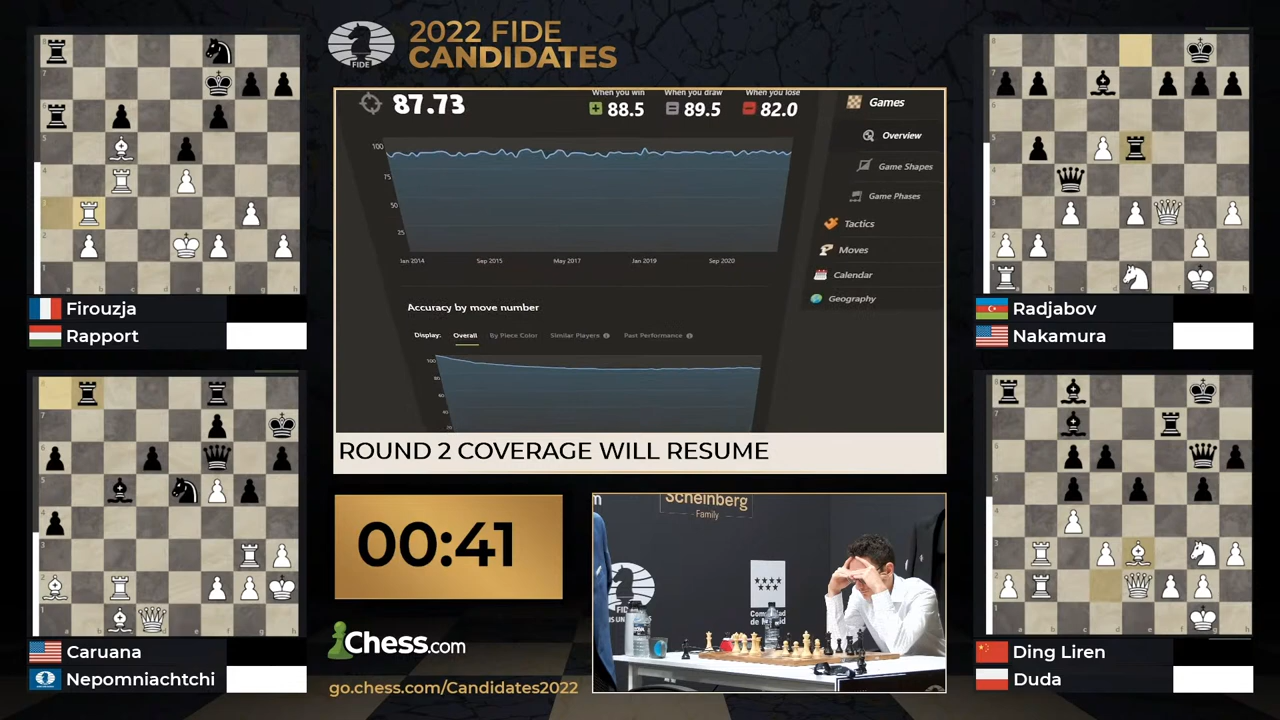 2022 FIDE
CANDIDATES
FIDE
87.73
When you win
When you draw
When you lose
88.5
89.5
82.0
Games
Overview
Game Shapes
Game Phases
Tactics
Moves
Calendar
Geography
100
75
50
25
Jan 2014
Sep 2015
May 2017
Jan 2019
Sep 2020
Accuracy by move number
Display:
Overall
By Piece Color
Similar Players
Past Performance
100
80
ROUND 2 COVERAGE WILL RESUME
00:41
Chess.com
go.chess.com/Candidates2022
Scheinberg
Family
Firouzja
Rapport
Radjabov
Nakamura
Caruana
Nepomniachtchi
Ding Liren
Duda